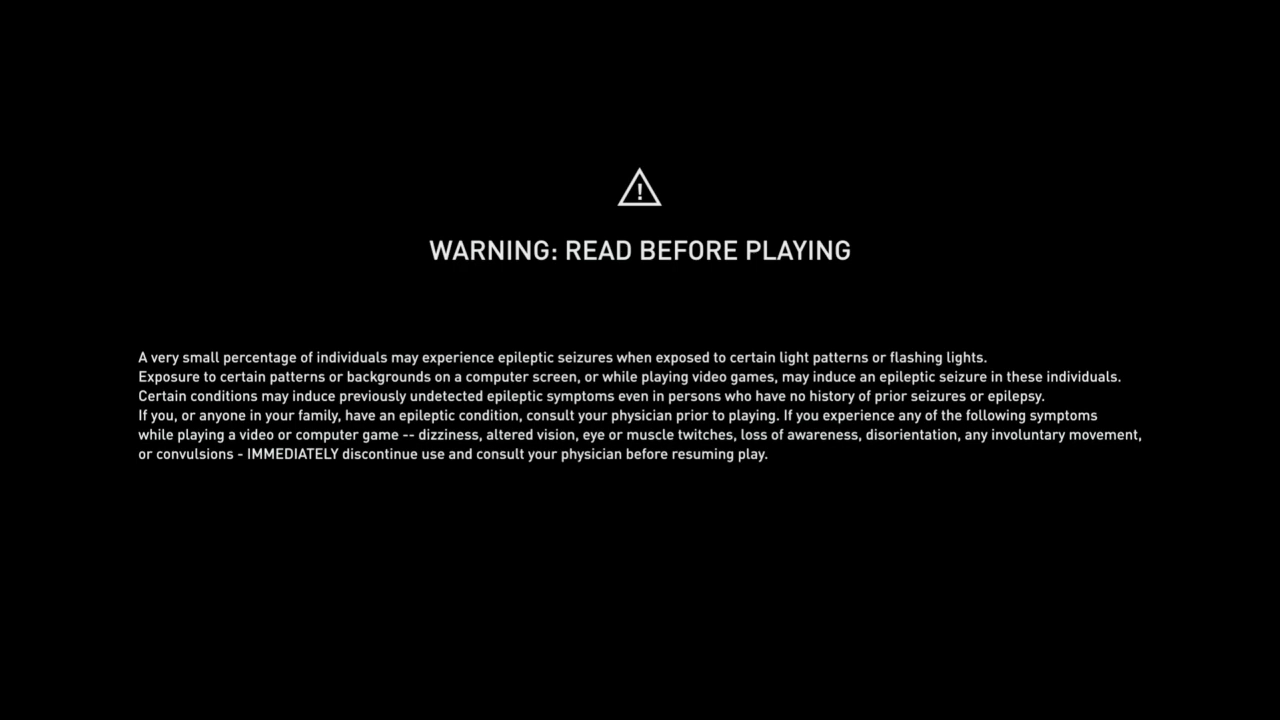 WARNING: READ BEFORE PLAYING
A very small percentage of individuals may experience epileptic seizures when exposed to certain light patterns or flashing lights.
Exposure to certain patterns or backgrounds on a computer screen, or while playing video games, may induce an epileptic seizure in these individuals.
Certain conditions may induce previously undetected epileptic symptoms even in persons who have no history of prior seizures or epilepsy.
If you, or anyone in your family, have an epileptic condition, consult your physician prior to playing. If you experience any of the following symptoms
while playing a video or computer game -- dizziness, altered vision, eye or muscle twitches, loss of awareness, disorientation, any involuntary movement,
or convulsions - IMMEDIATELY discontinue use and consult your physician before resuming play.